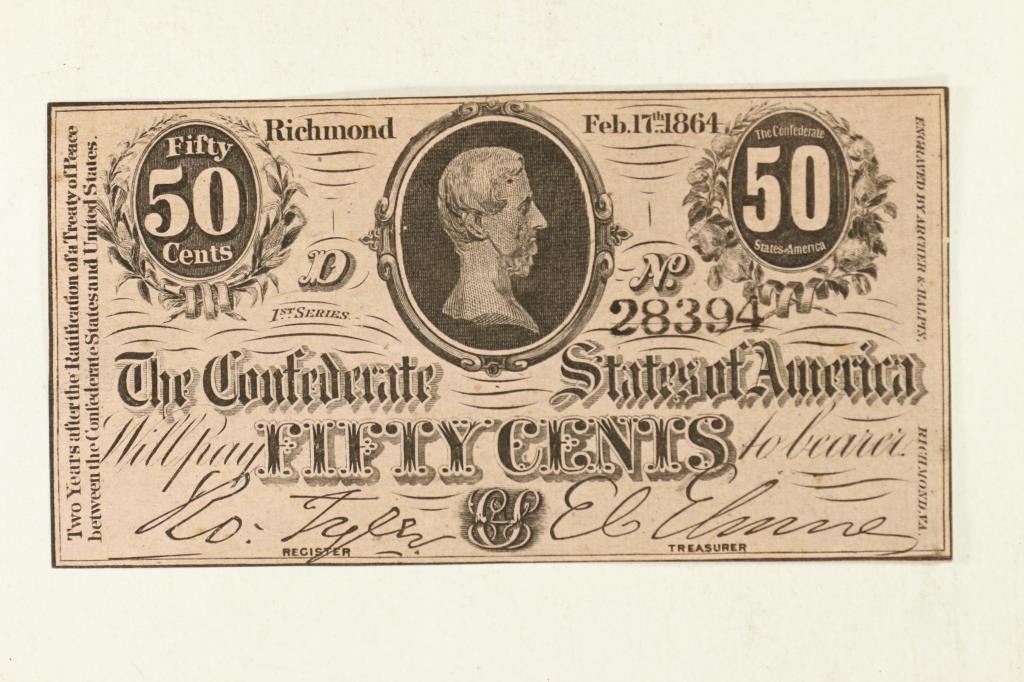 Two Years after the Ratification of a Treaty of Peace
between the Confederate States and United States.
Fifty
50
Cents
Richmond
Feb. 17th 1864
The Confederate
50
States America
D
1ST SERIES.
No
28394
The Confederate States of America
Will pay FIFTY CENTS to bearer.
Ro: Tyler
REGISTER
TREASURER
ENGRAVED BY ARCHER & HALPIN,
RICHMOND, VA.